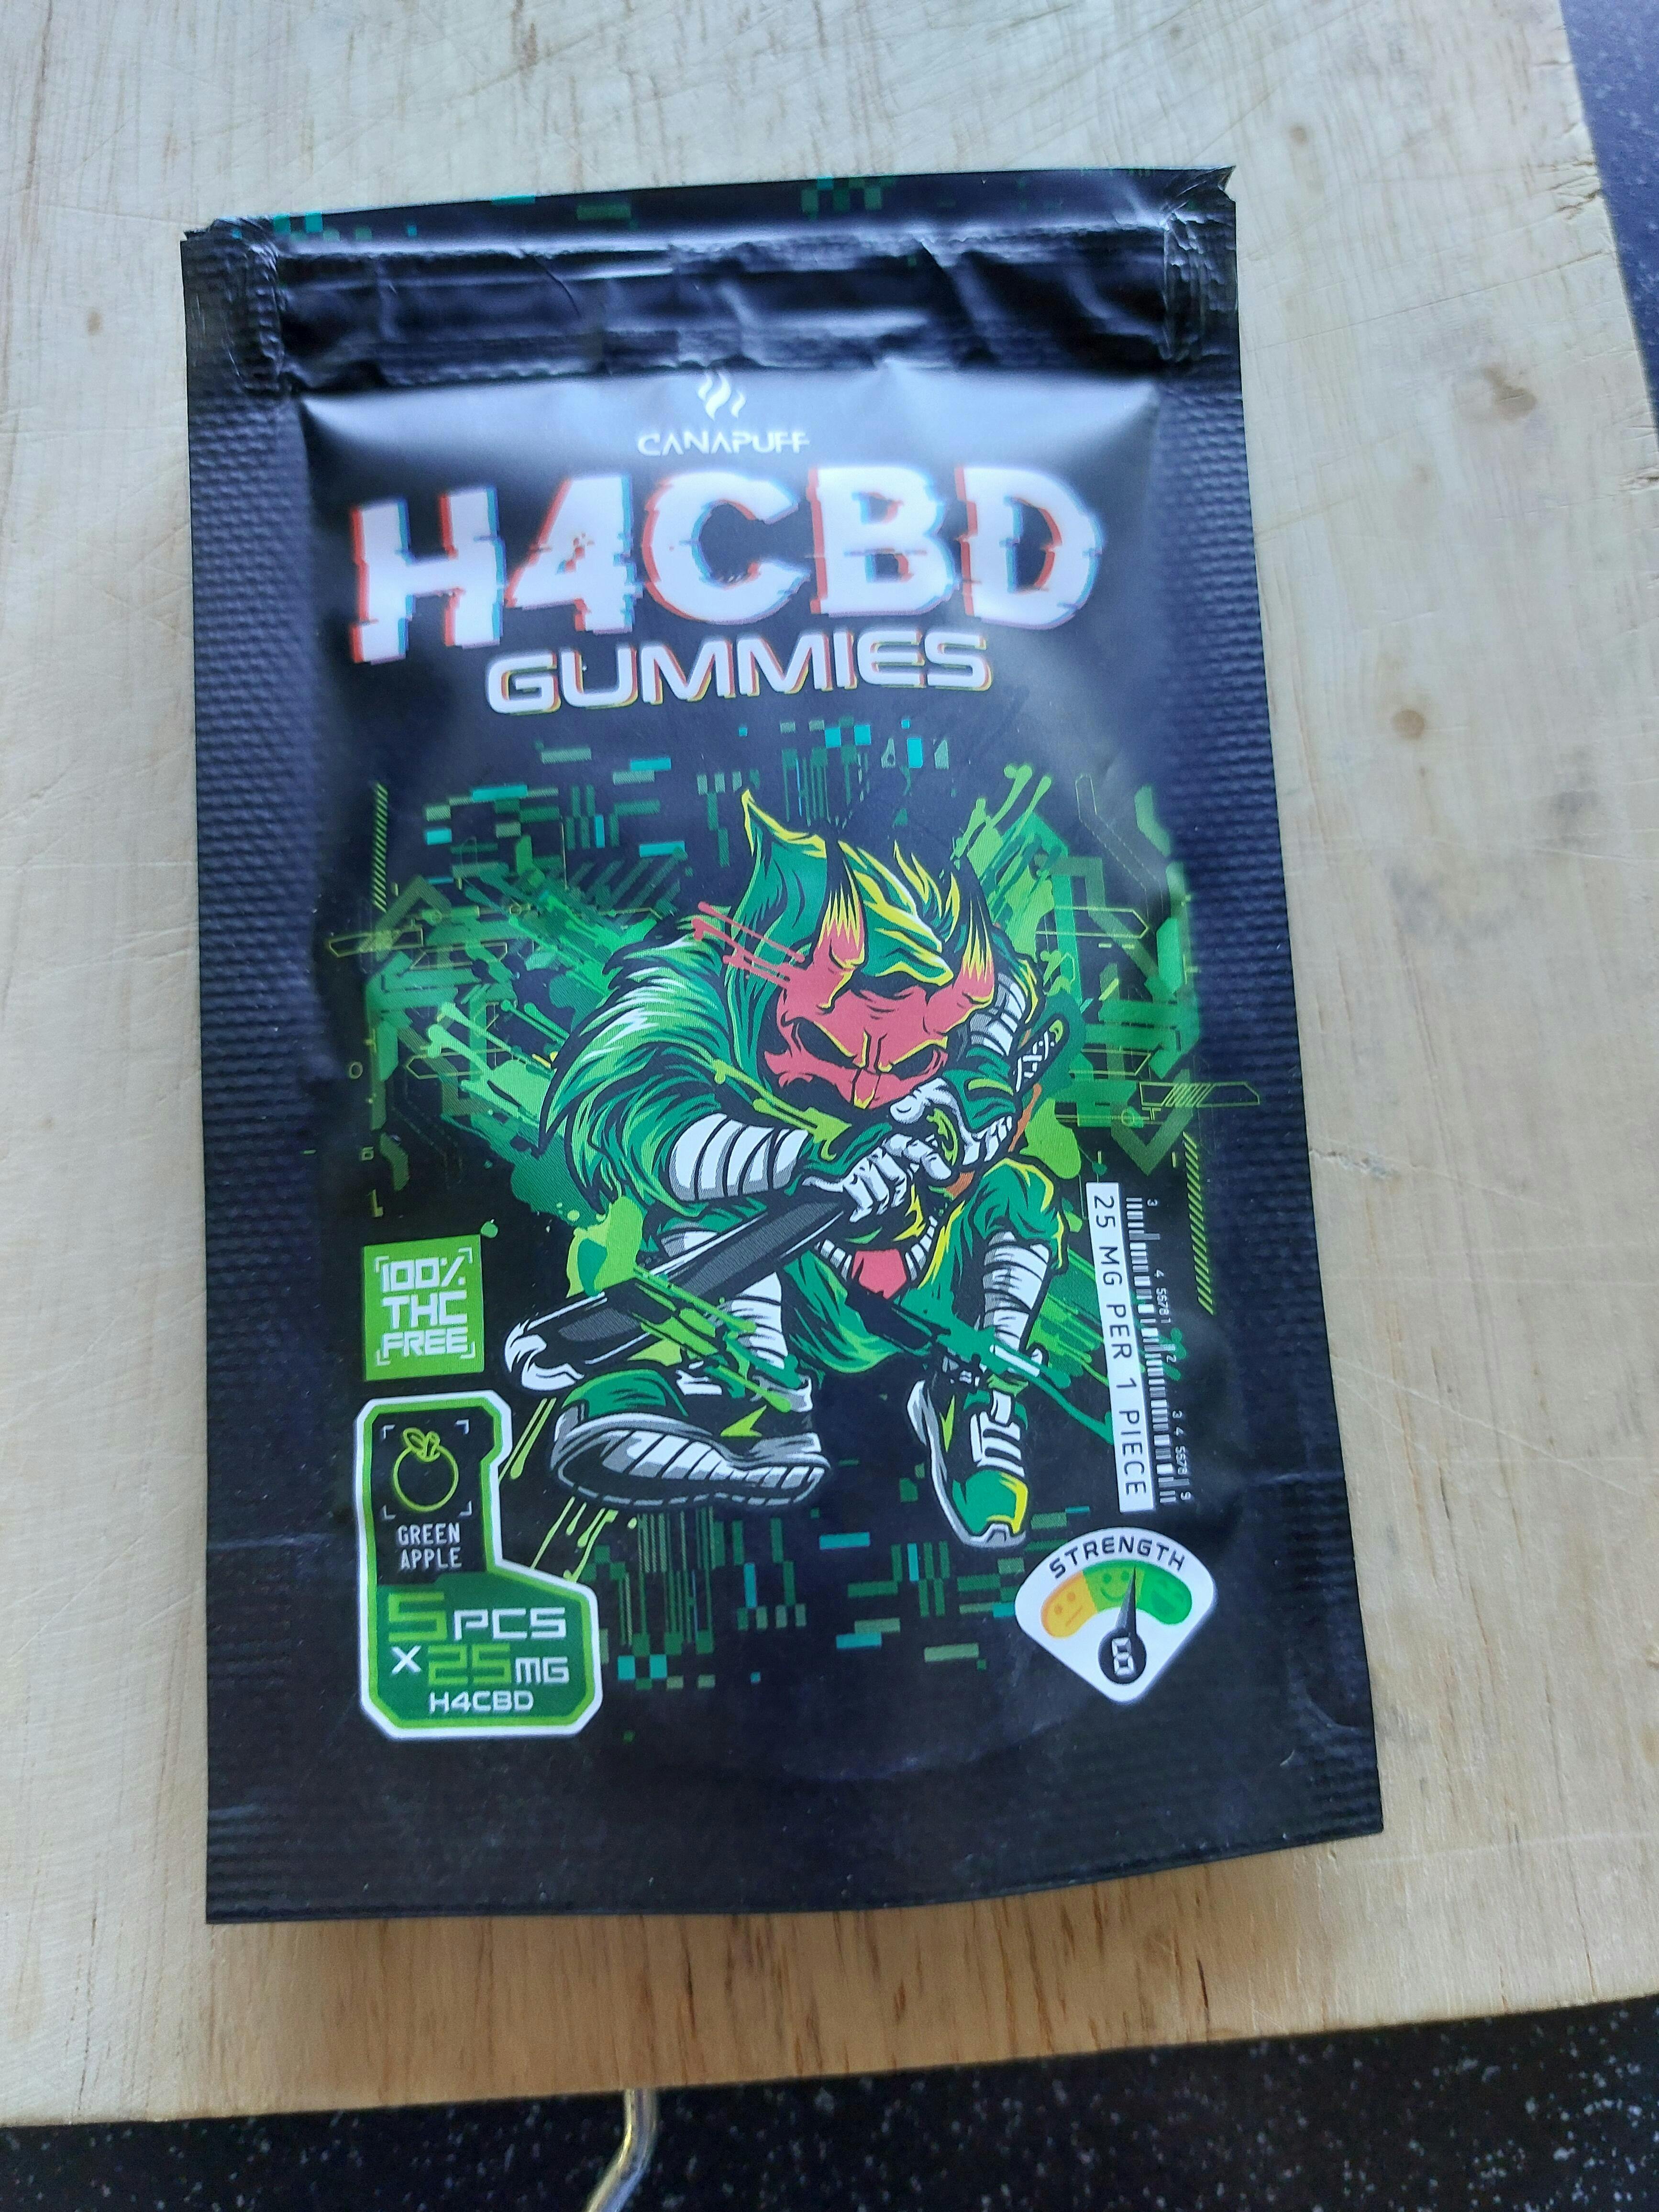 CANAPUFF
H4CBD
GUMMIES
100%
THC
FREE
GREEN
APPLE
5PCS
x25MG
H4CBD
25 MG PER 1 PIECE
STRENGTH